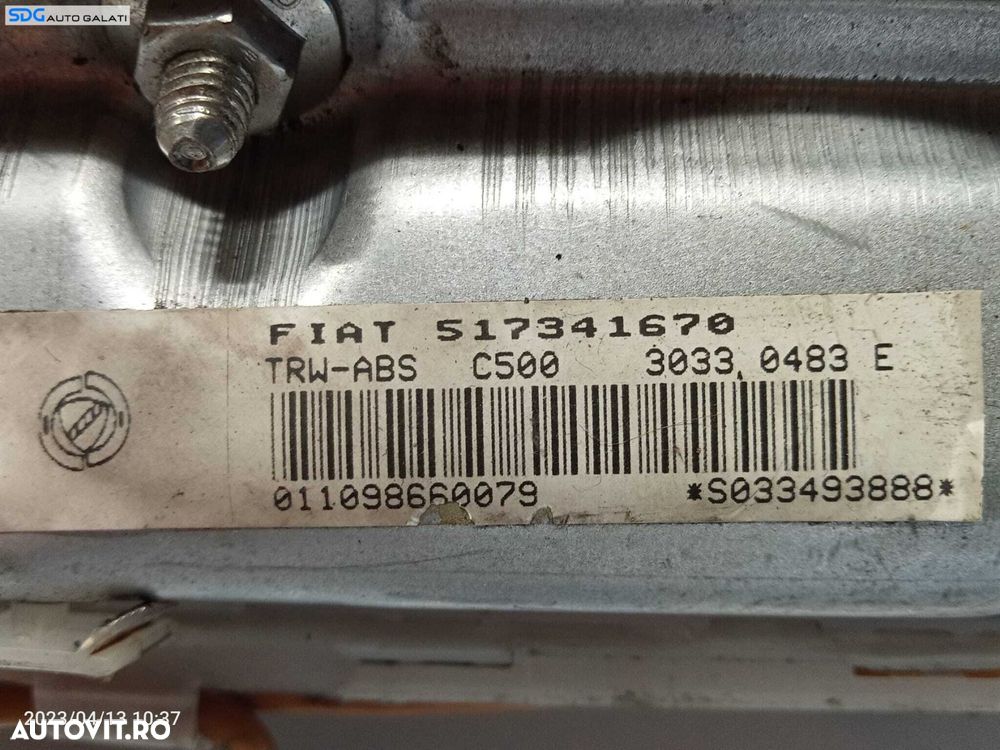 SDG AUTO GALATI
FIAT 517341670
TRW-ABS C500 3033.0483 E
011098660079 *S033493888*
2023/04/13 10:37
AUTOVIT.RO